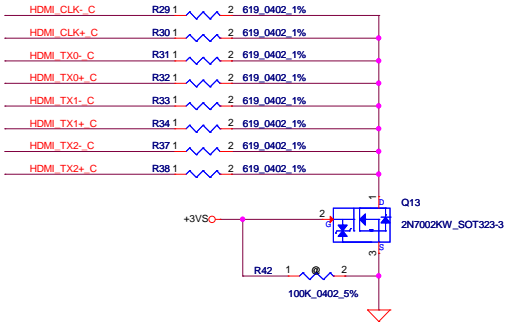 HDMI_CLK-_C R29 1 2 619_0402_1%
HDMI_CLK+_C R30 1 2 619_0402_1%
HDMI_TX0-_C R31 1 2 619_0402_1%
HDMI_TX0+_C R32 1 2 619_0402_1%
HDMI_TX1-_C R33 1 2 619_0402_1%
HDMI_TX1+_C R34 1 2 619_0402_1%
HDMI_TX2-_C R37 1 2 619_0402_1%
HDMI_TX2+_C R38 1 2 619_0402_1%
1 D Q13
+3VS 2 G 2N7002KW_SOT323-3
S 3
R42 1 @ 2
100K_0402_5%